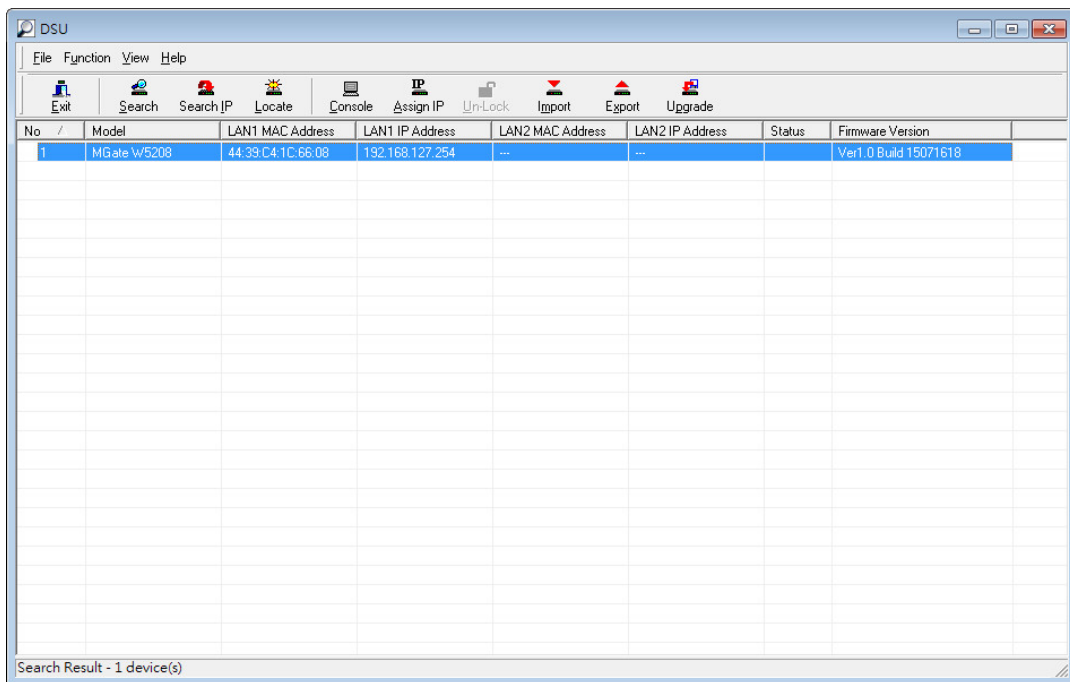 DSU
File Function View Help
Exit Search Search IP Locate Console Assign IP Un-Lock Import Export Upgrade
No / Model LAN1 MAC Address LAN1 IP Address LAN2 MAC Address LAN2 IP Address Status Firmware Version
1 MGate W5208 44:39:C4:1C:66:08 192.168.127.254 --- --- Ver1.0 Build 15071618
Search Result - 1 device(s)